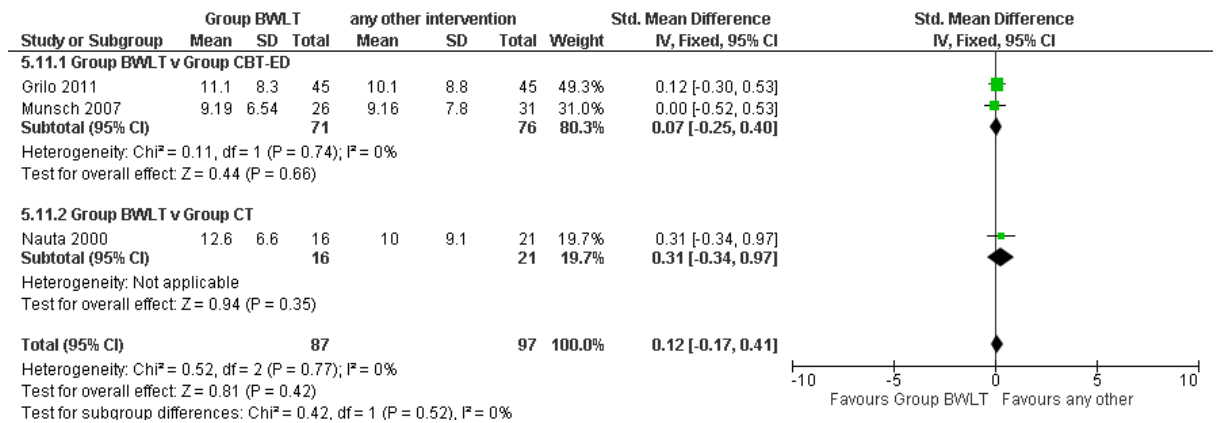 Group BWLT any other intervention Std. Mean Difference Std. Mean Difference
Study or Subgroup Mean SD Total Mean SD Total Weight IV, Fixed, 95% CI IV, Fixed, 95% CI
5.11.1 Group BWLT v Group CBT-ED
Grilo 2011 11.1 8.3 45 10.1 8.8 45 49.3% 0.12 [-0.30, 0.53]
Munsch 2007 9.19 6.54 26 9.16 7.8 31 31.0% 0.00 [-0.52, 0.53]
Subtotal (95% CI) 71 76 80.3% 0.07 [-0.25, 0.40]
Heterogeneity: Chi² = 0.11, df = 1 (P = 0.74); I² = 0%
Test for overall effect: Z = 0.44 (P = 0.66)
5.11.2 Group BWLT v Group CT
Nauta 2000 12.6 6.6 16 10 9.1 21 19.7% 0.31 [-0.34, 0.97]
Subtotal (95% CI) 16 21 19.7% 0.31 [-0.34, 0.97]
Heterogeneity: Not applicable
Test for overall effect: Z = 0.94 (P = 0.35)
Total (95% CI) 87 97 100.0% 0.12 [-0.17, 0.41]
Heterogeneity: Chi² = 0.52, df = 2 (P = 0.77); I² = 0%
Test for overall effect: Z = 0.81 (P = 0.42)
Test for subgroup differences: Chi² = 0.42, df = 1 (P = 0.52), I² = 0%
-10 -5 0 5 10
Favours Group BWLT Favours any other